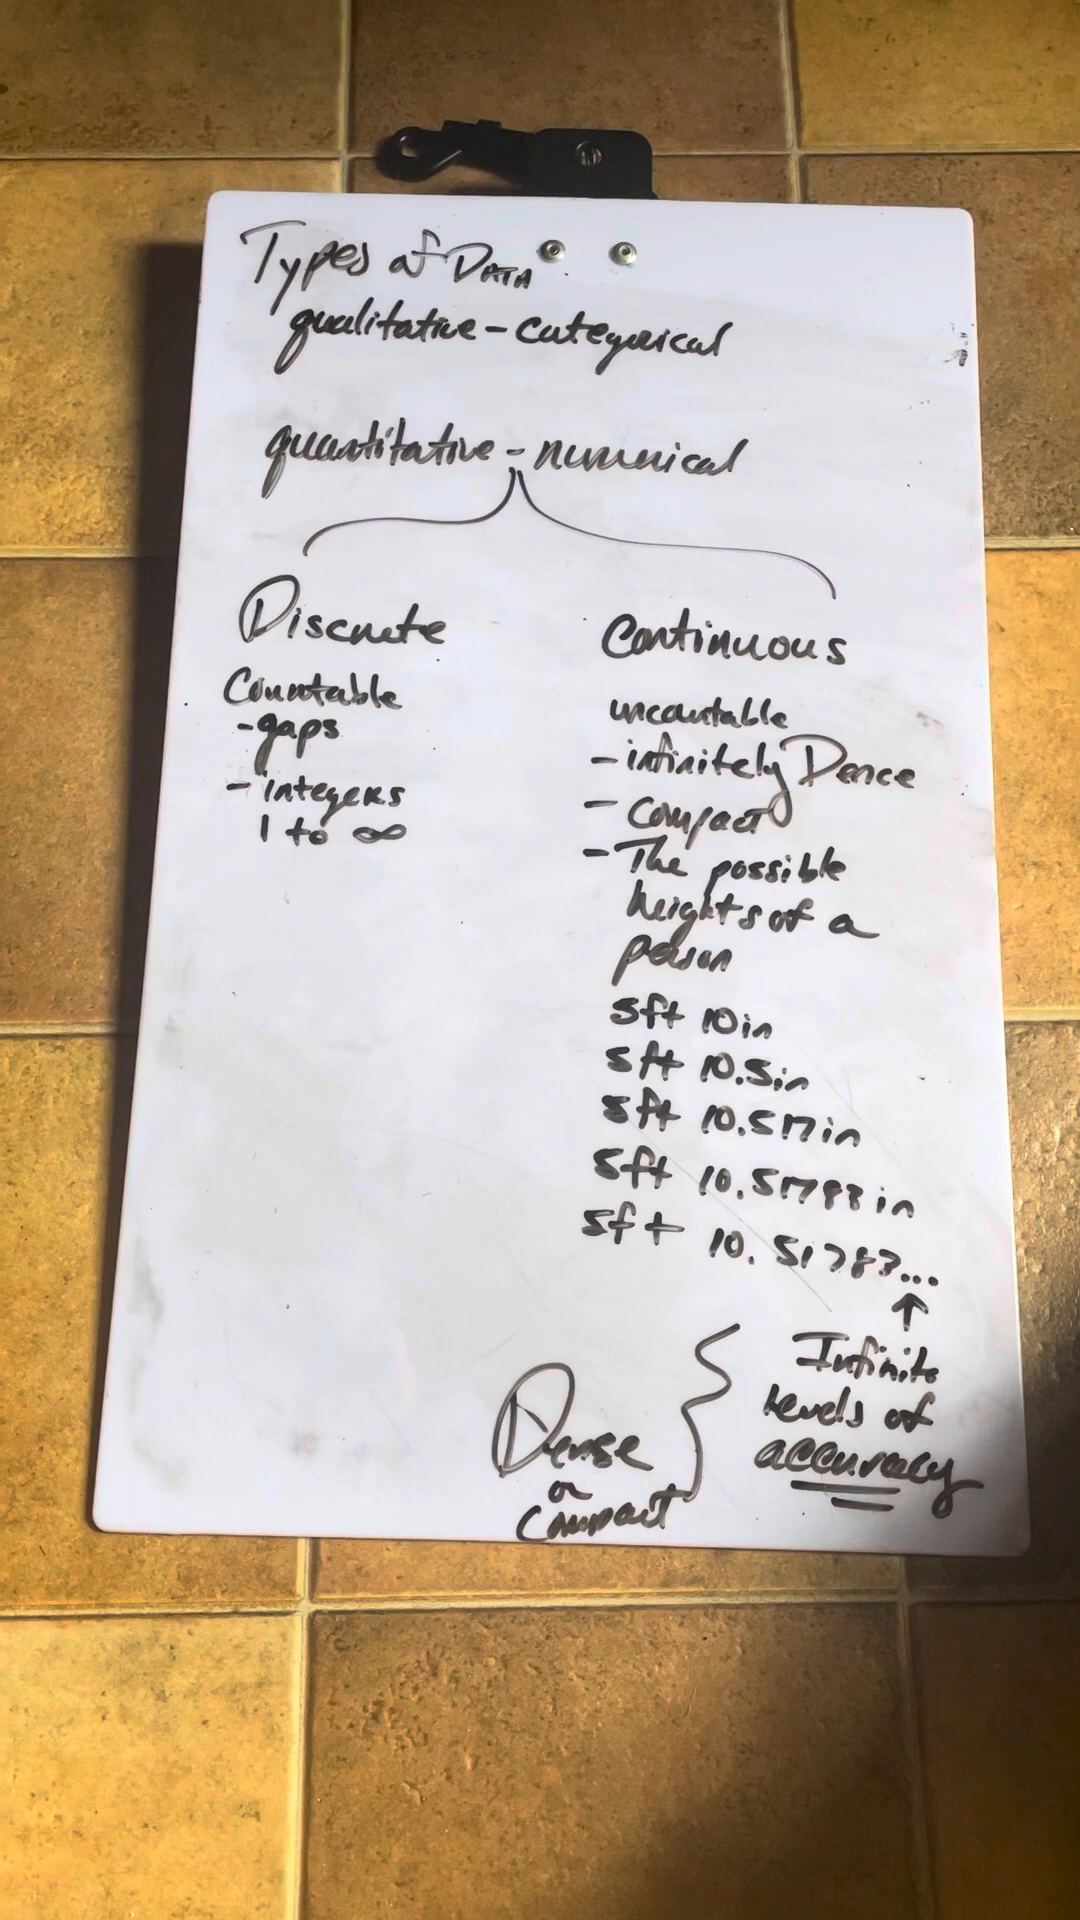 Types of DATA
qualitative - categorical
quantitative - numerical
Discrete
Countable
- gaps
- integers
1 to ∞
Continuous
uncountable
- infinitely Dence
- compact
- The possible
heights of a
person
5ft 10in
5ft 10.5in
5ft 10.517in
5ft 10.51783in
5ft 10.51783...
↑
Infinite
levels of
accuracy
Dense
or
Compact